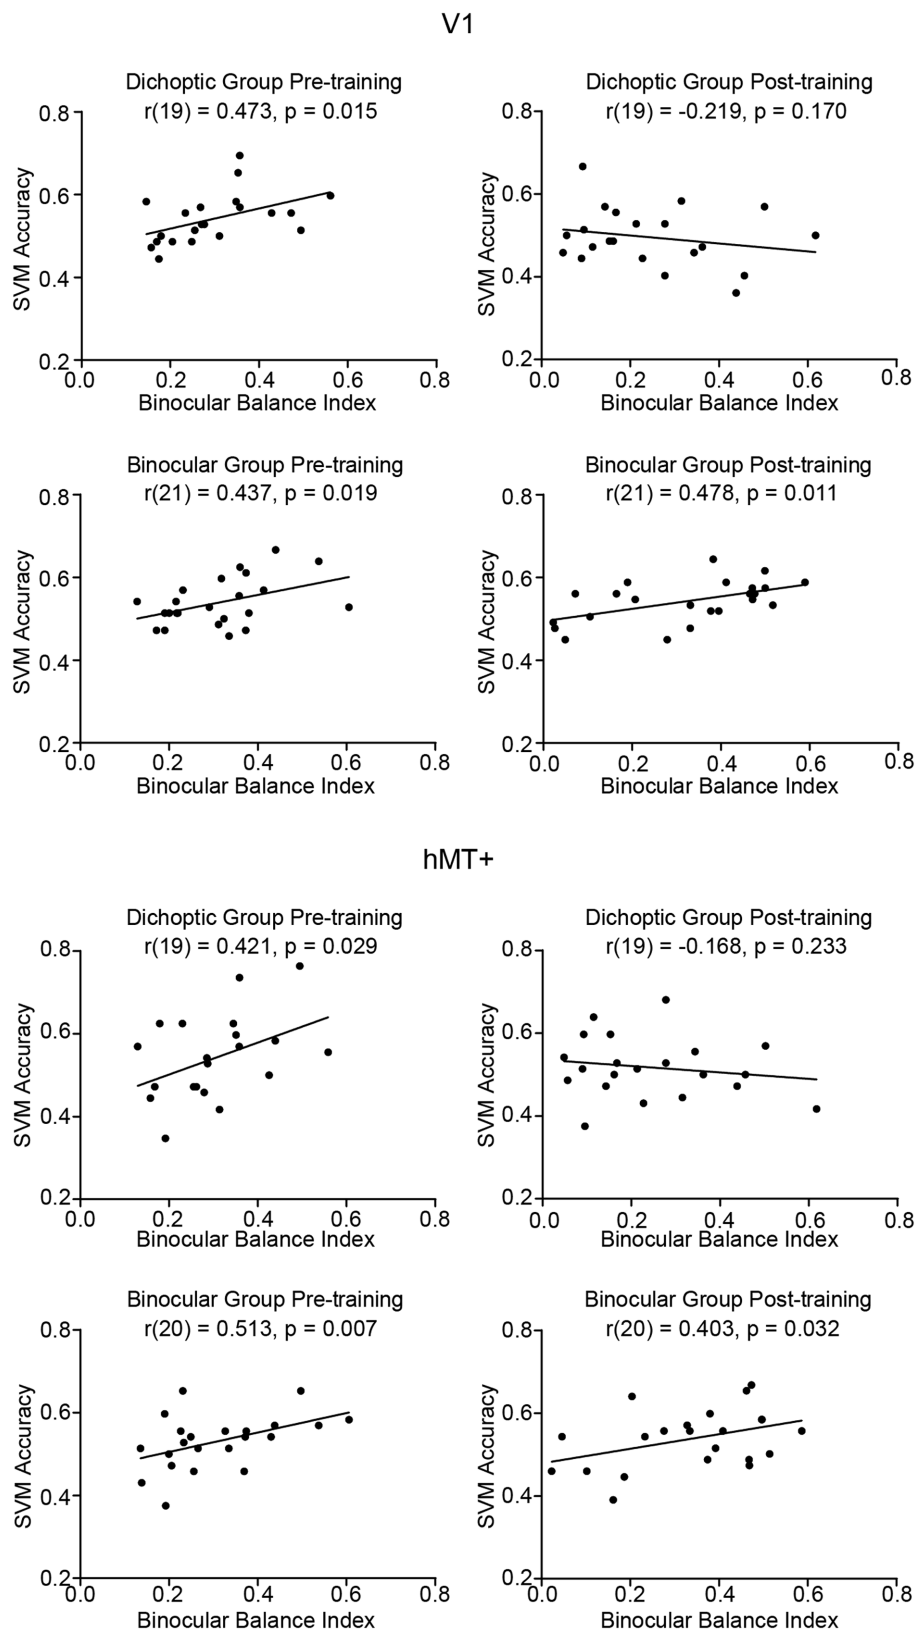 V1
Dichoptic Group Pre-training
r(19) = 0.473, p = 0.015
0.8
0.6
0.4
0.2
SVM Accuracy
0.0 0.2 0.4 0.6 0.8
Binocular Balance Index
Dichoptic Group Post-training
r(19) = -0.219, p = 0.170
0.8
0.6
0.4
0.2
SVM Accuracy
0.0 0.2 0.4 0.6 0.8
Binocular Balance Index
Binocular Group Pre-training
r(21) = 0.437, p = 0.019
0.8
0.6
0.4
0.2
SVM Accuracy
0.0 0.2 0.4 0.6 0.8
Binocular Balance Index
Binocular Group Post-training
r(21) = 0.478, p = 0.011
0.8
0.6
0.4
0.2
SVM Accuracy
0.0 0.2 0.4 0.6 0.8
Binocular Balance Index
hMT+
Dichoptic Group Pre-training
r(19) = 0.421, p = 0.029
0.8
0.6
0.4
0.2
SVM Accuracy
0.0 0.2 0.4 0.6 0.8
Binocular Balance Index
Dichoptic Group Post-training
r(19) = -0.168, p = 0.233
0.8
0.6
0.4
0.2
SVM Accuracy
0.0 0.2 0.4 0.6 0.8
Binocular Balance Index
Binocular Group Pre-training
r(20) = 0.513, p = 0.007
0.8
0.6
0.4
0.2
SVM Accuracy
0.0 0.2 0.4 0.6 0.8
Binocular Balance Index
Binocular Group Post-training
r(20) = 0.403, p = 0.032
0.8
0.6
0.4
0.2
SVM Accuracy
0.0 0.2 0.4 0.6 0.8
Binocular Balance Index